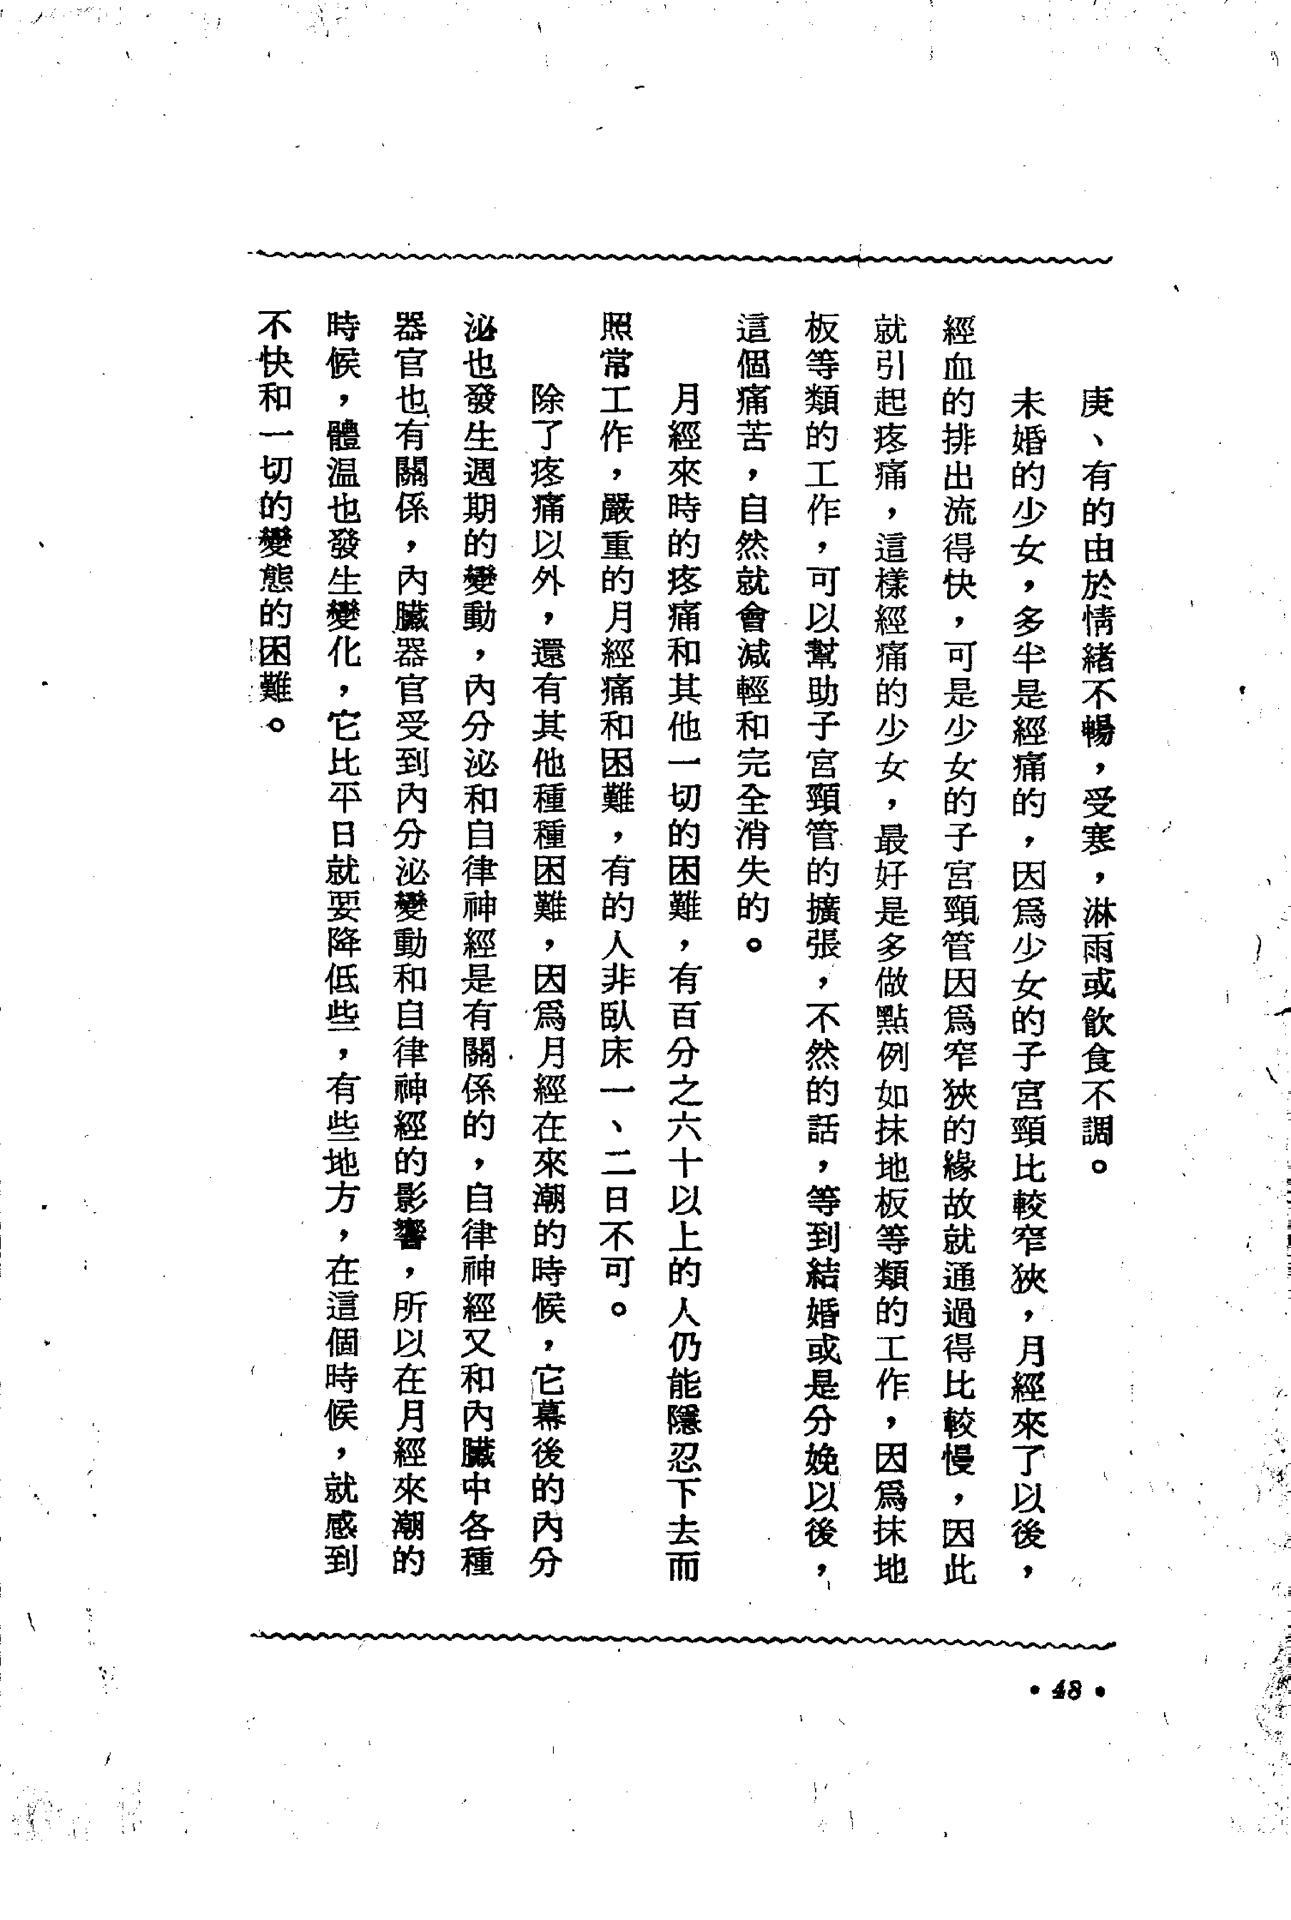 庚、有的由於情緒不暢，受寒，淋雨或飲食不調。
未婚的少女，多半是經痛的，因爲少女的子宮頸比較窄狹，月經來了以後，
經血的排出流得快，可是少女的子宮頸管因爲窄狹的緣故就通過得比較慢，因此
就引起疼痛，這樣經痛的少女，最好是多做點例如抹地板等類的工作，因爲抹地
板等類的工作，可以幫助子宮頸管的擴張，不然的話，等到結婚或是分娩以後，
這個痛苦，自然就會減輕和完全消失的。
月經來時的疼痛和其他一切的困難，有百分之六十以上的人仍能隱忍下去而
照常工作，嚴重的月經痛和困難，有的人非臥床一、二日不可。
除了疼痛以外，還有其他種種困難，因爲月經在來潮的時候，它幕後的內分
泌也發生週期的變動，內分泌和自律神經是有關係的，自律神經又和內臟中各種
器官也有關係，內臟器官受到內分泌變動和自律神經的影響，所以在月經來潮的
時候，體溫也發生變化，它比平日就要降低些，有些地方，在這個時候，就感到
不快和一切的變態的困難。
• 48 •